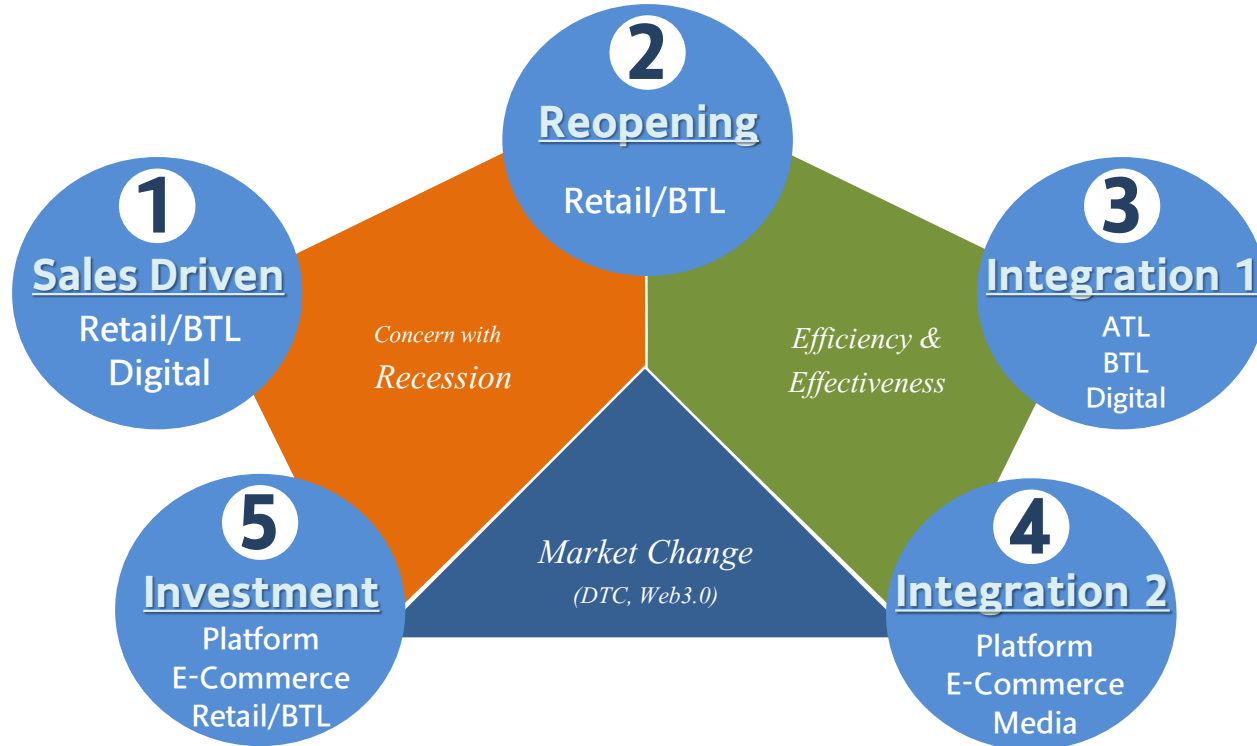 1
Sales Driven
Retail/BTL
Digital
2
Reopening
Retail/BTL
3
Integration 1
ATL
BTL
Digital
Concern with
Recession
Efficiency &
Effectiveness
Market Change
(DTC, Web3.0)
4
Integration 2
Platform
E-Commerce
Media
5
Investment
Platform
E-Commerce
Retail/BTL